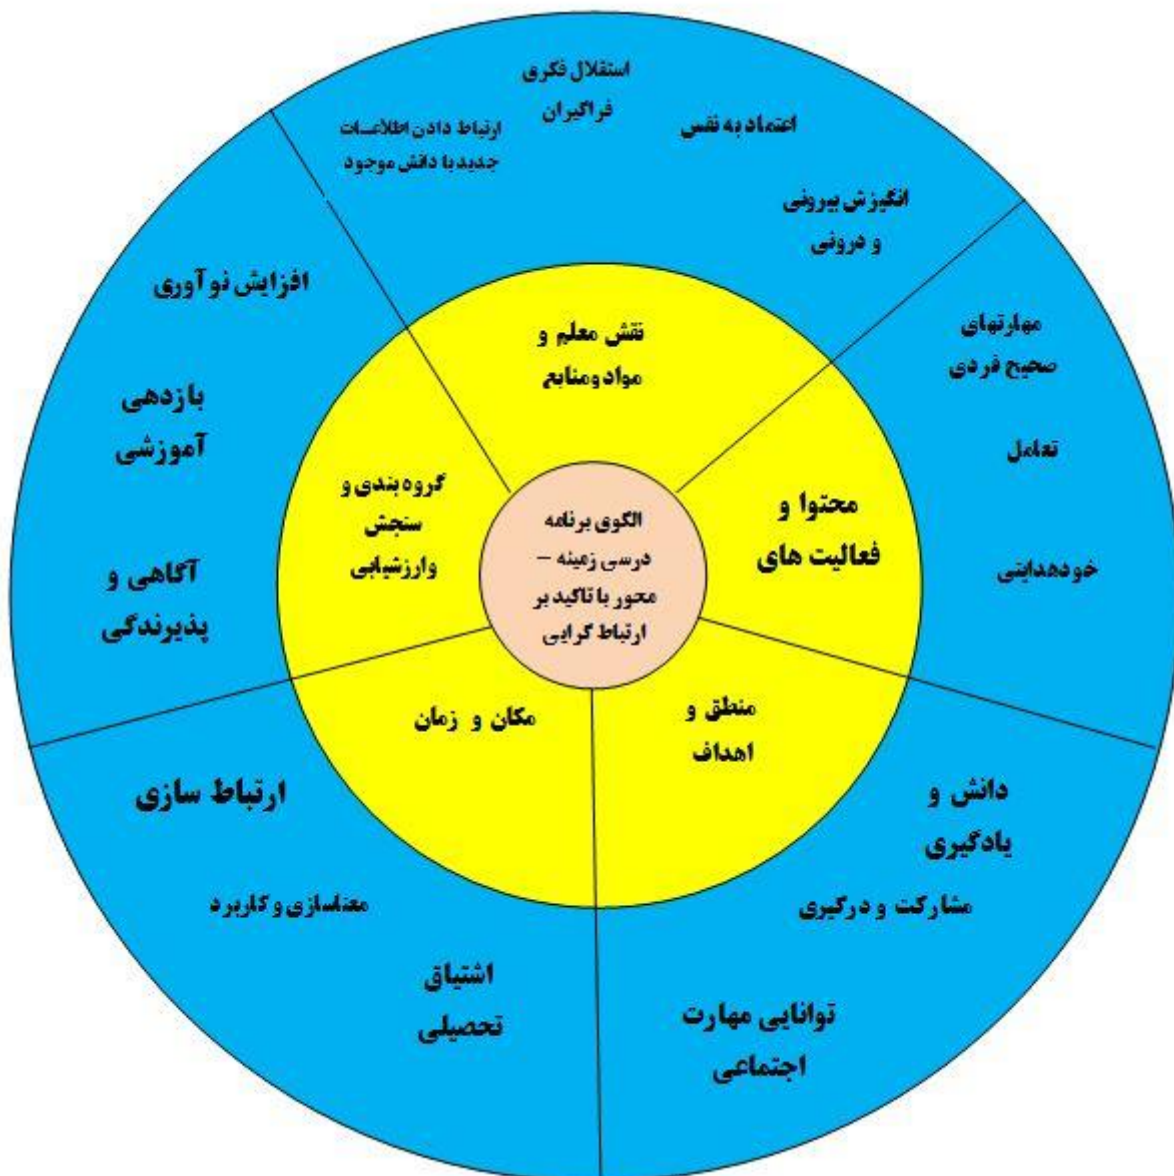 استقلال فکری
فراگیران
ارتباط دادن اطلاعات
جدید با دانش موجود
اعتماد به نفس
انگیزش بیرونی
و درونی
افزایش نوآوری
بازدهی
آموزشی
آگاهی و
پذیرندگی
مهارتهای
صحیح فردی
تعامل
خودهدایتی
نقش معلم و
مواد ومنابع
گروه بندی و
سنجش
وارزشیابی
محتوا و
فعالیت های
الگوی برنامه
درسی زمینه –
محور با تاکید بر
ارتباط گرایی
مکان و زمان
منطق و
اهداف
ارتباط سازی
معناسازی و کاربرد
اشتیاق
تحصیلی
دانش و
یادگیری
مشارکت و درگیری
توانایی مهارت
اجتماعی